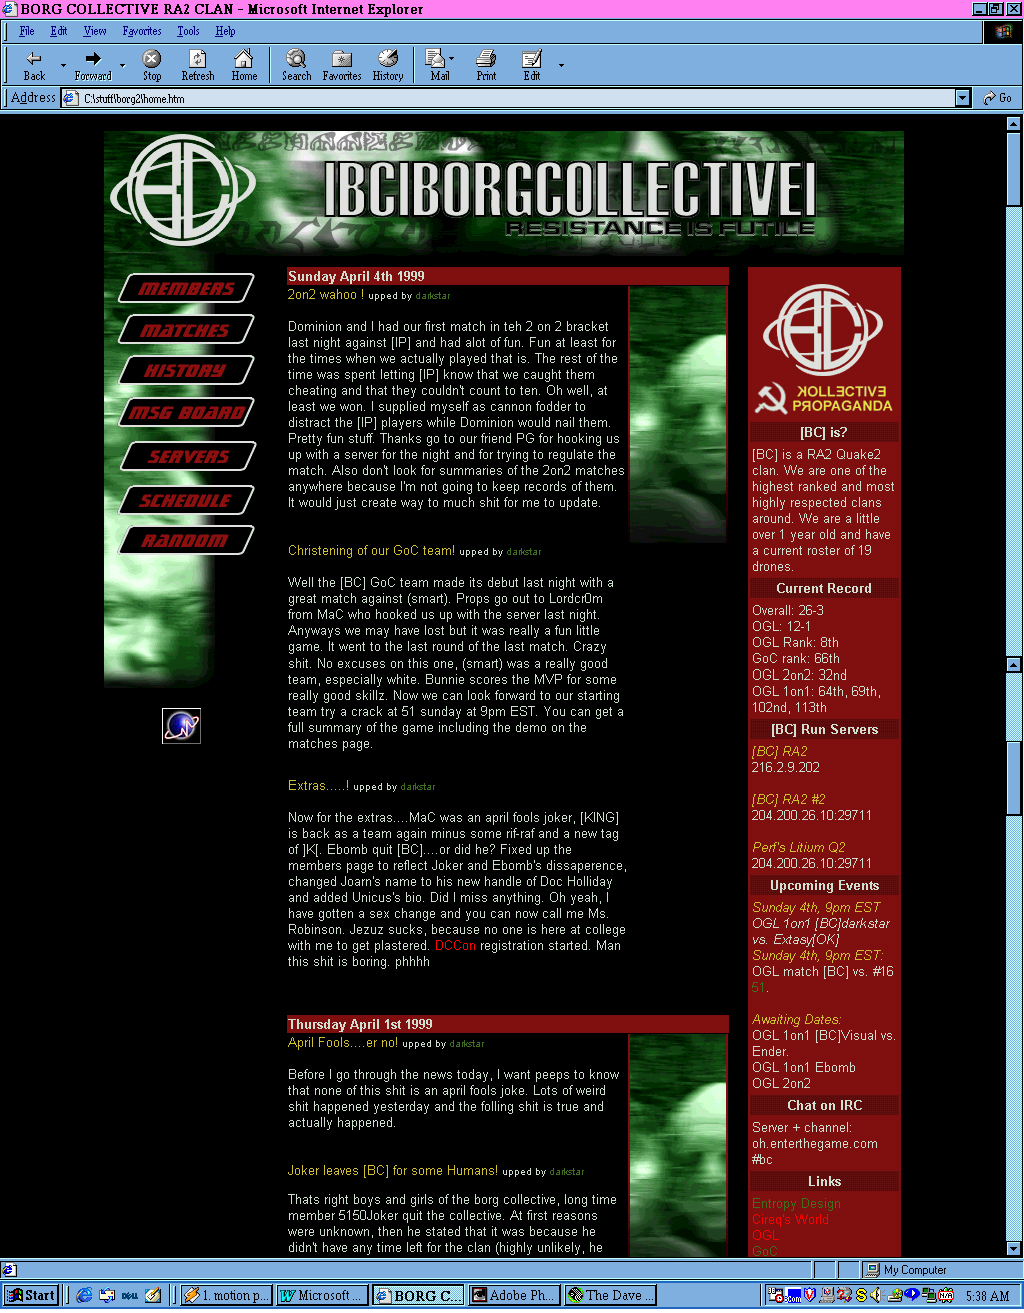 BORG COLLECTIVE RA2 CLAN - Microsoft Internet Explorer
File Edit View Favorites Tools Help
Back Forward Stop Refresh Home Search Favorites History Mail Print Edit
Address C:\stuff\borg2\home.htm Go
BC
[BC]BORGCOLLECTIVE]
RESISTANCE IS FUTILE
MEMBERS
MATCHES
HISTORY
MSG BOARD
SERVERS
SCHEDULE
RANDOM
Sunday April 4th 1999
2on2 wahoo ! upped by darkstar
Dominion and I had our first match in teh 2 on 2 bracket
last night against [IP] and had alot of fun. Fun at least for
the times when we actually played that is. The rest of the
time was spent letting [IP] know that we caught them
cheating and that they couldn't count to ten. Oh well, at
least we won. I supplied myself as cannon fodder to
distract the [IP] players while Dominion would nail them.
Pretty fun stuff. Thanks go to our friend PG for hooking us
up with a server for the night and for trying to regulate the
match. Also don't look for summaries of the 2on2 matches
anywhere because I'm not going to keep records of them.
It would just create way to much shit for me to update.
Christening of our GoC team! upped by darkstar
Well the [BC] GoC team made its debut last night with a
great match against (smart). Props go out to Lordcr0m
from MaC who hooked us up with the server last night.
Anyways we may have lost but it was really a fun little
game. It went to the last round of the last match. Crazy
shit. No excuses on this one, (smart) was a really good
team, especially white. Bunnie scores the MVP for some
really good skillz. Now we can look forward to our starting
team try a crack at 51 sunday at 9pm EST. You can get a
full summary of the game including the demo on the
matches page.
Extras.....! upped by darkstar
Now for the extras....MaC was an april fools joker, [KING]
is back as a team again minus some rif-raf and a new tag
of ]K[. Ebomb quit [BC]....or did he? Fixed up the
members page to reflect Joker and Ebomb's dissaperence,
changed Joarn's name to his new handle of Doc Holliday
and added Unicus's bio. Did I miss anything. Oh yeah, I
have gotten a sex change and you can now call me Ms.
Robinson. Jezuz sucks, because no one is here at college
with me to get plastered. DCCon registration started. Man
this shit is boring. phhhh
Thursday April 1st 1999
April Fools....er no! upped by darkstar
Before I go through the news today, I want peeps to know
that none of this shit is an april fools joke. Lots of weird
shit happened yesterday and the folling shit is true and
actually happened.
Joker leaves [BC] for some Humans! upped by darkstar
Thats right boys and girls of the borg collective, long time
member 5150Joker quit the collective. At first reasons
were unknown, then he stated that it was because he
didn't have any time left for the clan (highly unlikely, he
BC
KOLLECTIVE
PROPAGANDA
[BC] is?
[BC] is a RA2 Quake2
clan. We are one of the
highest ranked and most
highly respected clans
around. We are a little
over 1 year old and have
a current roster of 19
drones.
Current Record
Overall: 26-3
OGL: 12-1
OGL Rank: 8th
GoC rank: 66th
OGL 2on2: 32nd
OGL 1on1: 64th, 69th,
102nd, 113th
[BC] Run Servers
[BC] RA2
216.2.9.202
[BC] RA2 #2
204.200.26.10:29711
Perf's Litium Q2
204.200.26.10:29711
Upcoming Events
Sunday 4th, 9pm EST
OGL 1on1 [BC]darkstar
vs. Extasy[OK]
Sunday 4th, 9pm EST:
OGL match [BC] vs. #16
51.
Awaiting Dates:
OGL 1on1 [BC]Visual vs.
Ender.
OGL 1on1 Ebomb
OGL 2on2
Chat on IRC
Server + channel:
oh.enterthegame.com
#bc
Links
Entropy Design
Cireq's World
OGL
GoC
My Computer
Start DELL 1. motion p... Microsoft ... BORG C... Adobe Ph... The Dave ... 5:38 AM